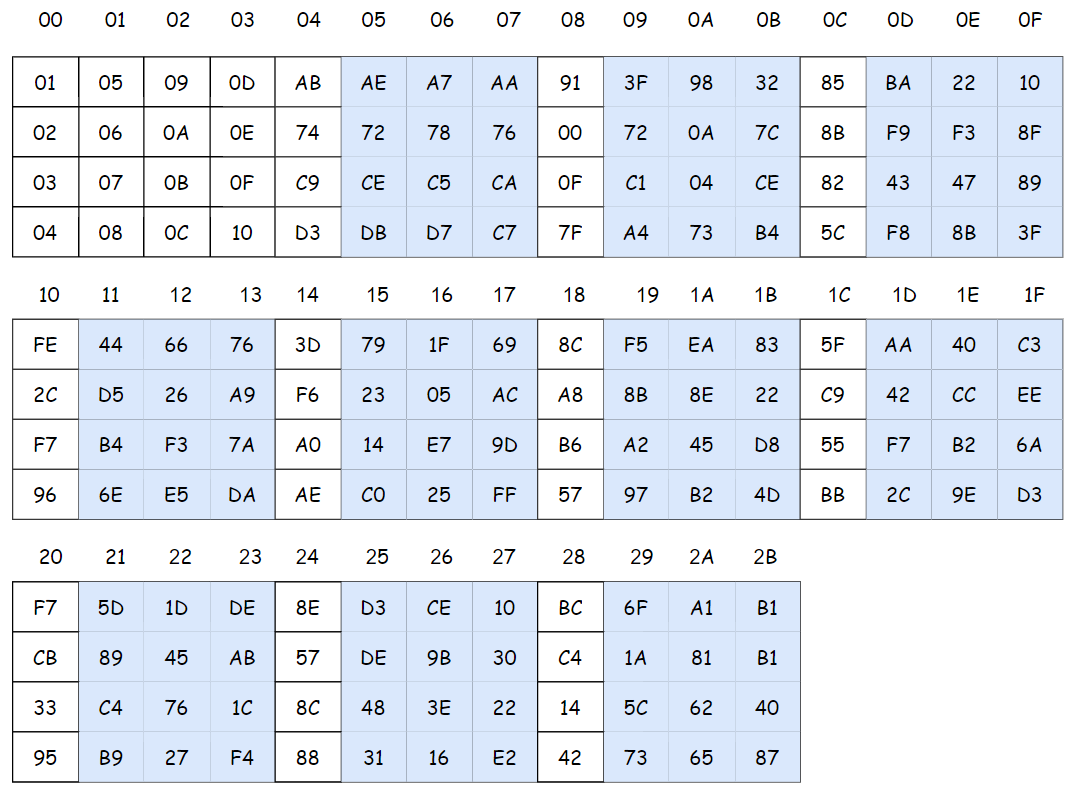 00 01 02 03 04 05 06 07 08 09 0A 0B 0C 0D 0E 0F
01 05 09 0D AB AE A7 AA 91 3F 98 32 85 BA 22 10
02 06 0A 0E 74 72 78 76 00 72 0A 7C 8B F9 F3 8F
03 07 0B 0F C9 CE C5 CA 0F C1 04 CE 82 43 47 89
04 08 0C 10 D3 DB D7 C7 7F A4 73 B4 5C F8 8B 3F
10 11 12 13 14 15 16 17 18 19 1A 1B 1C 1D 1E 1F
FE 44 66 76 3D 79 1F 69 8C F5 EA 83 5F AA 40 C3
2C D5 26 A9 F6 23 05 AC A8 8B 8E 22 C9 42 CC EE
F7 B4 F3 7A A0 14 E7 9D B6 A2 45 D8 55 F7 B2 6A
96 6E E5 DA AE C0 25 FF 57 97 B2 4D BB 2C 9E D3
20 21 22 23 24 25 26 27 28 29 2A 2B
F7 5D 1D DE 8E D3 CE 10 BC 6F A1 B1
CB 89 45 AB 57 DE 9B 30 C4 1A 81 B1
33 C4 76 1C 8C 48 3E 22 14 5C 62 40
95 B9 27 F4 88 31 16 E2 42 73 65 87